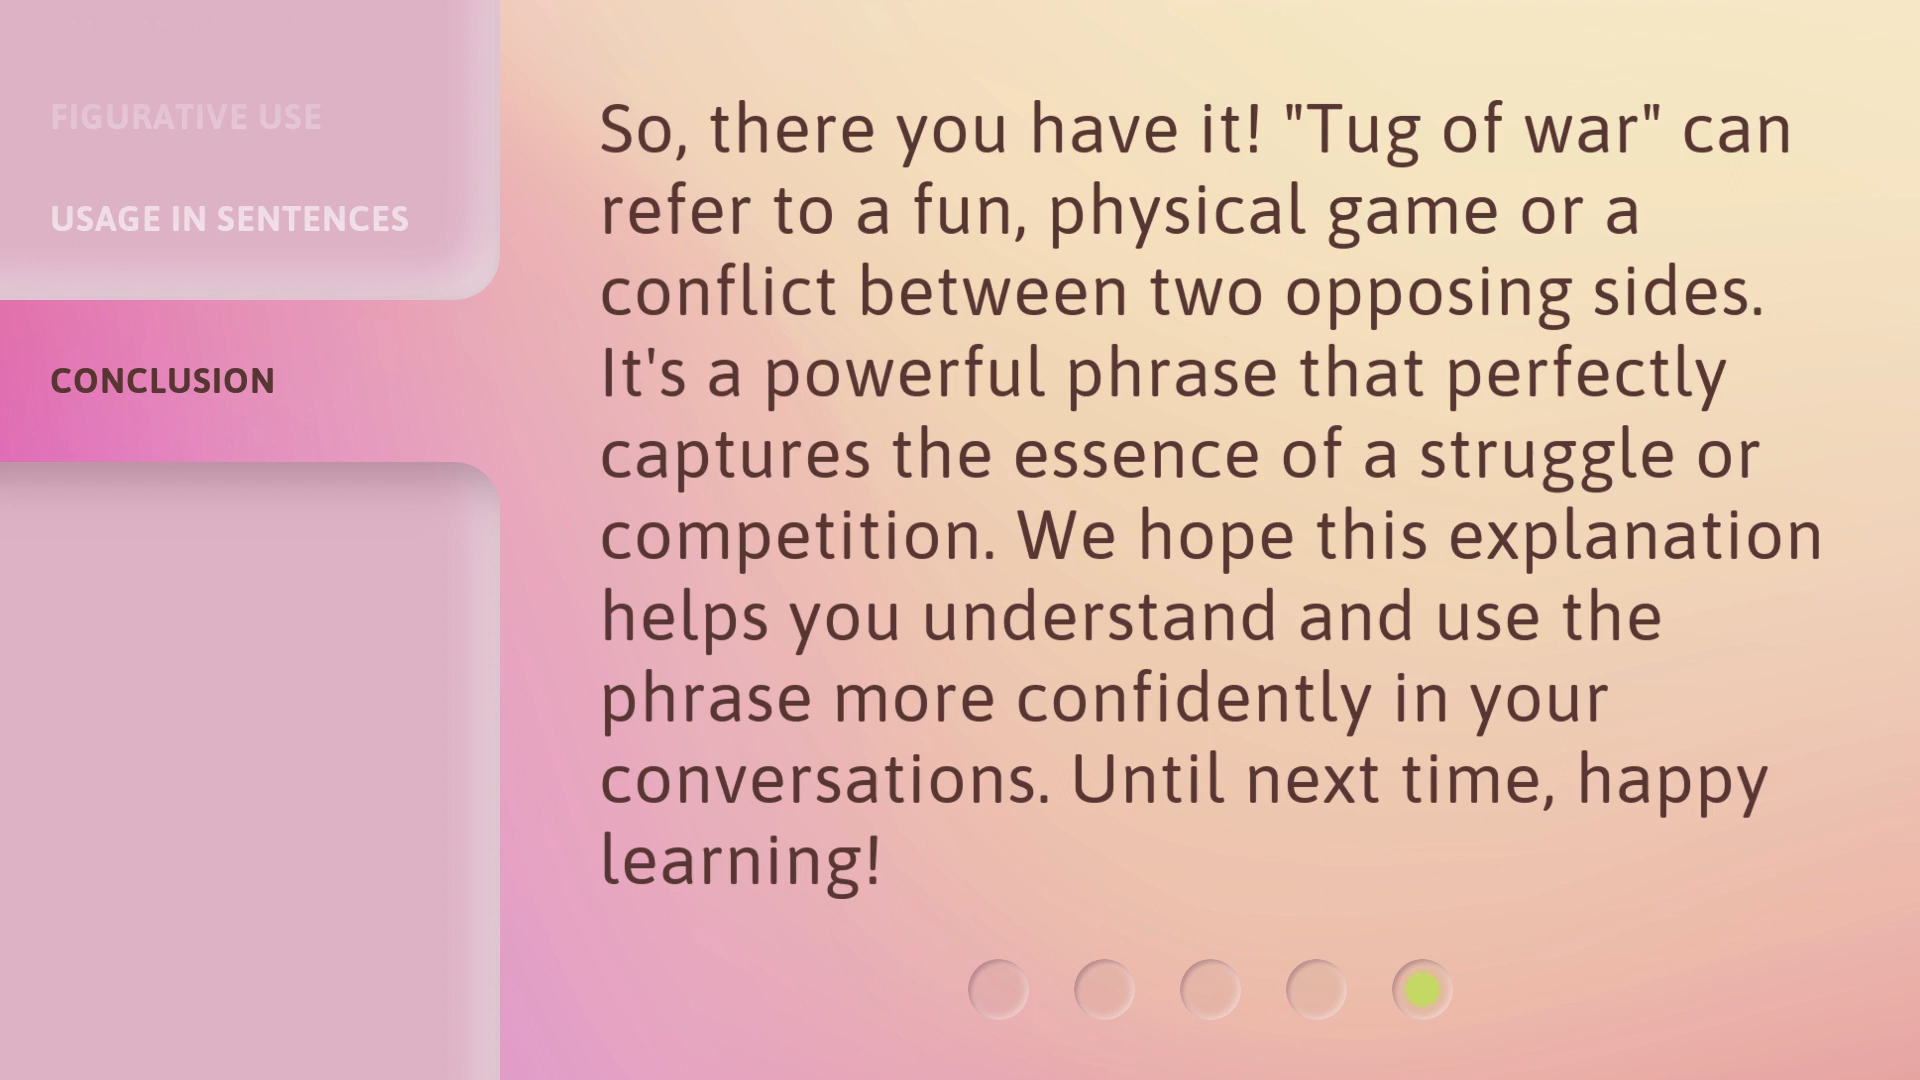 FIGURATIVE USE
USAGE IN SENTENCES
CONCLUSION
So, there you have it! "Tug of war" can
refer to a fun, physical game or a
conflict between two opposing sides.
It's a powerful phrase that perfectly
captures the essence of a struggle or
competition. We hope this explanation
helps you understand and use the
phrase more confidently in your
conversations. Until next time, happy
learning!